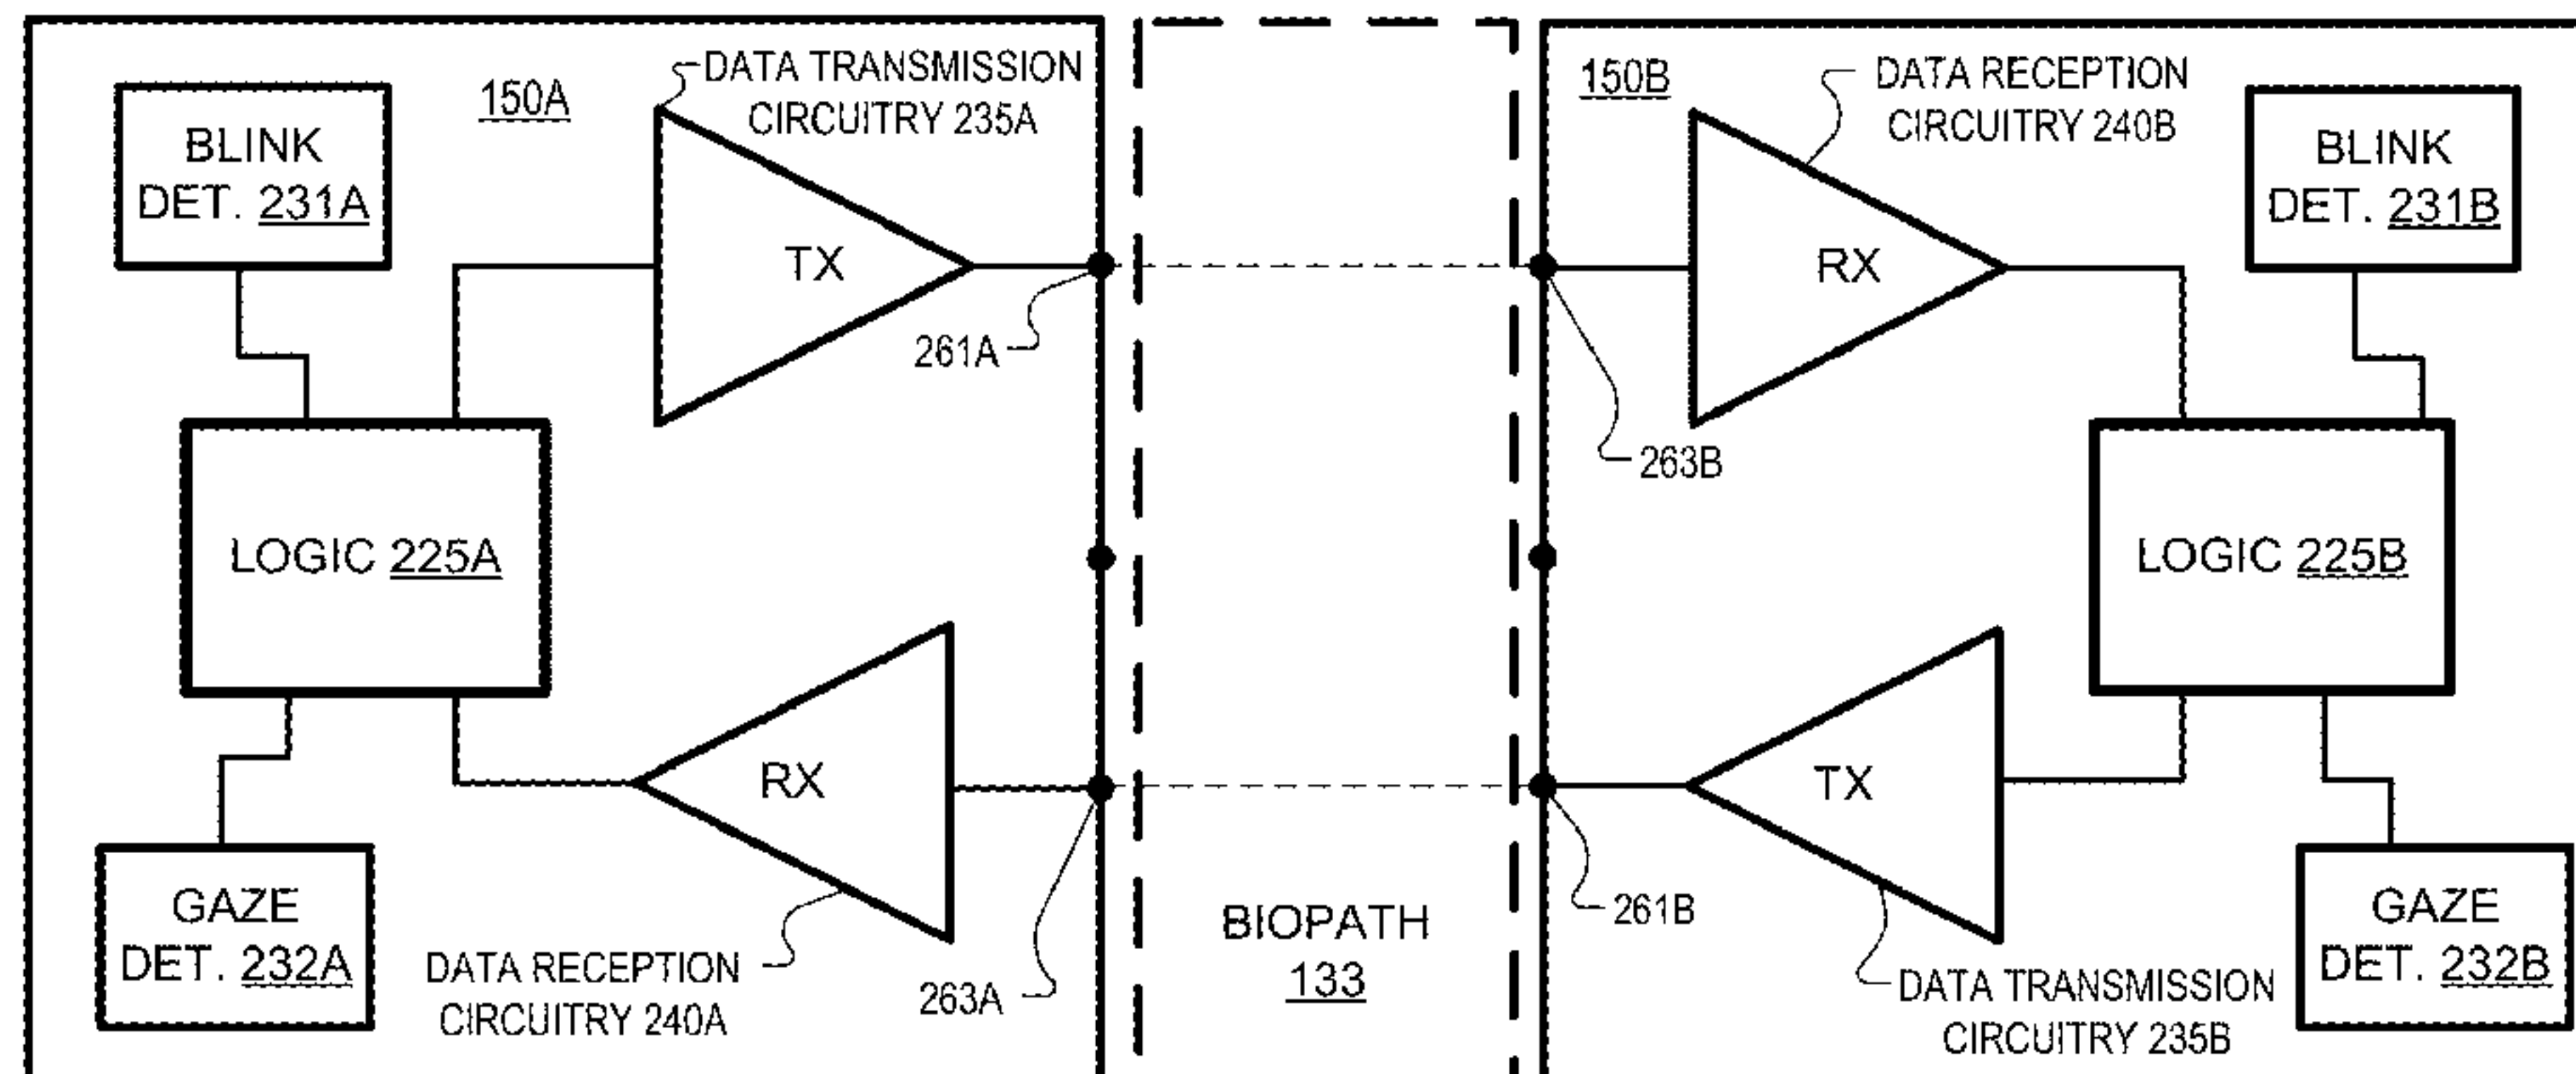 150A
DATA TRANSMISSION
CIRCUITRY 235A
BLINK
DET. 231A
TX
261A
LOGIC 225A
RX
GAZE
DET. 232A
DATA RECEPTION
CIRCUITRY 240A
263A
BIOPATH
133
150B
DATA RECEPTION
CIRCUITRY 240B
BLINK
DET. 231B
RX
263B
LOGIC 225B
TX
261B
GAZE
DET. 232B
DATA TRANSMISSION
CIRCUITRY 235B